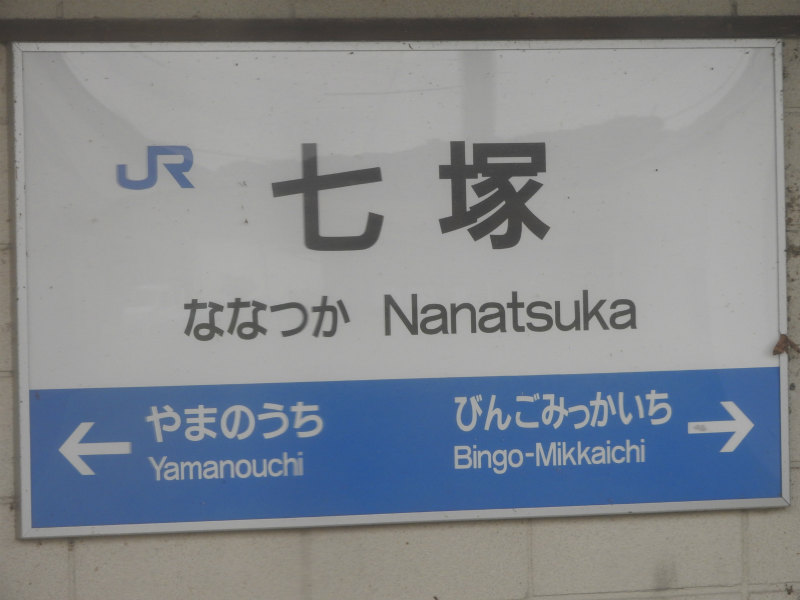 JR 七塚
ななつか Nanatsuka
← やまのうち びんごみっかいち →
Yamanouchi Bingo-Mikkaichi